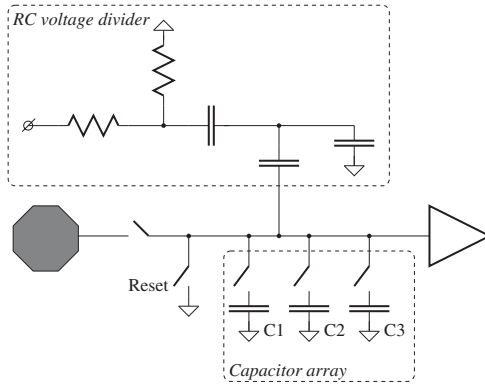 RC voltage divider
Reset
C1
C2
C3
Capacitor array